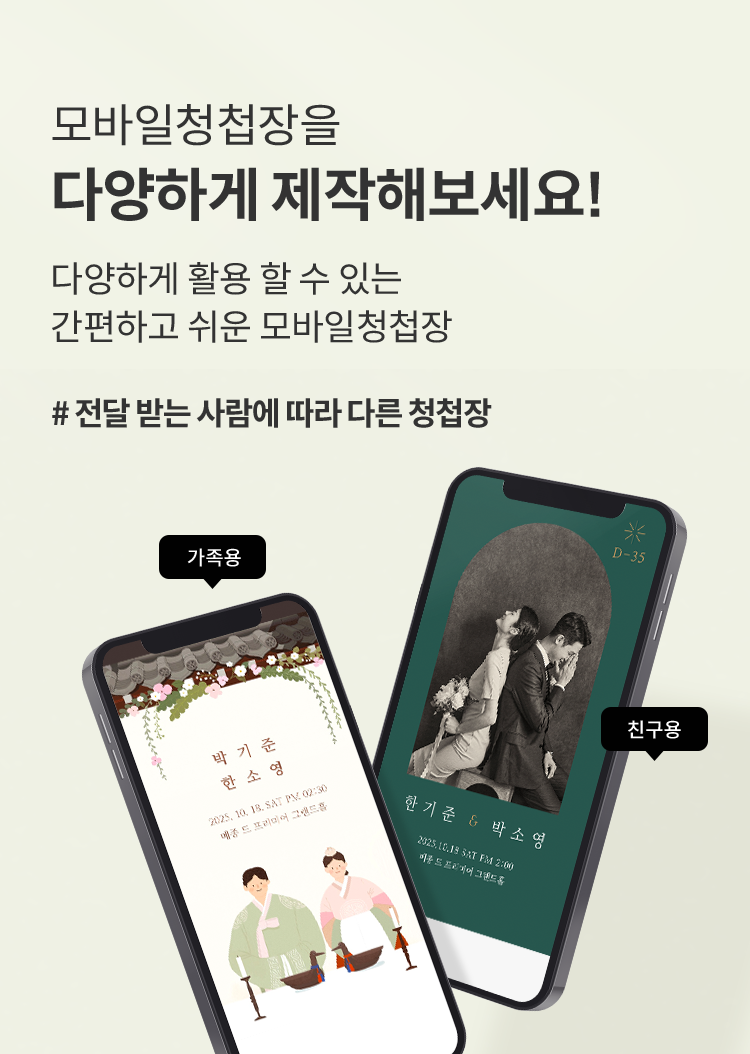 모바일청첩장을
다양하게 제작해보세요!
다양하게 활용 할 수 있는
간편하고 쉬운 모바일청첩장
# 전달 받는 사람에 따라 다른 청첩장
가족용
박기준
한소영
2025. 10. 18. SAT PM 02:30
메종 드 프리미어 그랜드홀
친구용
D-35
한기준 & 박소영
2025.10.18 SAT PM 2:00
메종 드 프리미어 그랜드홀